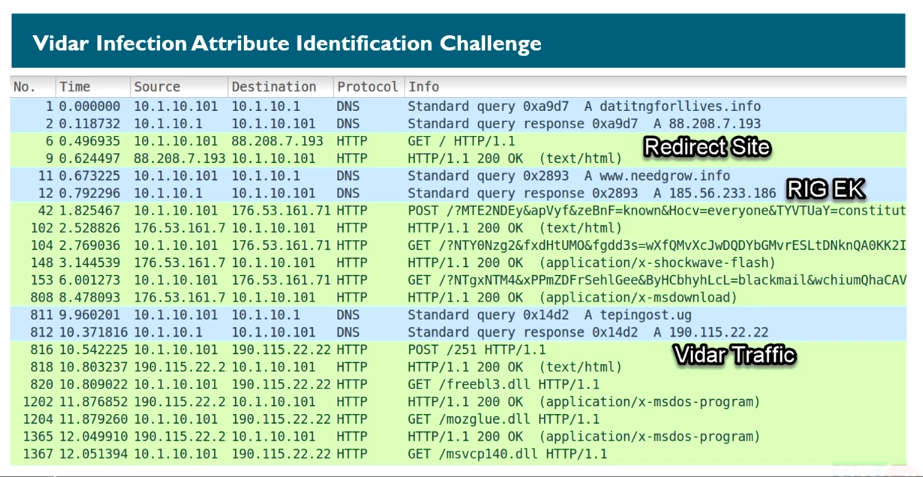 Vidar Infection Attribute Identification Challenge
No. Time Source Destination Protocol Info
1 0.000000 10.1.10.101 10.1.10.1 DNS Standard query 0xa9d7 A datitngforllives.info
2 0.118732 10.1.10.1 10.1.10.101 DNS Standard query response 0xa9d7 A 88.208.7.193
6 0.496935 10.1.10.101 88.208.7.193 HTTP GET / HTTP/1.1
Redirect Site
9 0.624497 88.208.7.193 10.1.10.101 HTTP HTTP/1.1 200 OK (text/html)
11 0.673225 10.1.10.101 10.1.10.1 DNS Standard query 0x2893 A www.needgrow.info
12 0.792296 10.1.10.1 10.1.10.101 DNS Standard query response 0x2893 A 185.56.233.186
RIG EK
42 1.825467 10.1.10.101 176.53.161.71 HTTP POST /?MTE2NDEy&apVyf&zeBnF=known&Hocv=everyone&TYVTUaY=constitut
102 2.528826 176.53.161.7 10.1.10.101 HTTP HTTP/1.1 200 OK (text/html)
104 2.769036 10.1.10.101 176.53.161.71 HTTP GET /?NTY0Nzg2&fxdHtUMO&fgdd3s=wXfQMvXcJwDQDYbGMvrESLtDNknQA0KK2I
148 3.144539 176.53.161.7 10.1.10.101 HTTP HTTP/1.1 200 OK (application/x-shockwave-flash)
153 6.001273 10.1.10.101 176.53.161.71 HTTP GET /?NTgxNTM4&xPPmZDFrSehlGee&ByHCbhyhLcL=blackmail&wchiumQhaCAV
808 8.478093 176.53.161.7 10.1.10.101 HTTP HTTP/1.1 200 OK (application/x-msdownload)
811 9.960201 10.1.10.101 10.1.10.1 DNS Standard query 0x14d2 A tepingost.ug
812 10.371816 10.1.10.1 10.1.10.101 DNS Standard query response 0x14d2 A 190.115.22.22
816 10.542225 10.1.10.101 190.115.22.22 HTTP POST /251 HTTP/1.1
Vidar Traffic
818 10.803237 190.115.22.2 10.1.10.101 HTTP HTTP/1.1 200 OK (text/html)
820 10.809022 10.1.10.101 190.115.22.22 HTTP GET /freebl3.dll HTTP/1.1
1202 11.876852 190.115.22.2 10.1.10.101 HTTP HTTP/1.1 200 OK (application/x-msdos-program)
1204 11.879260 10.1.10.101 190.115.22.22 HTTP GET /mozglue.dll HTTP/1.1
1365 12.049910 190.115.22.2 10.1.10.101 HTTP HTTP/1.1 200 OK (application/x-msdos-program)
1367 12.051394 10.1.10.101 190.115.22.22 HTTP GET /msvcp140.dll HTTP/1.1